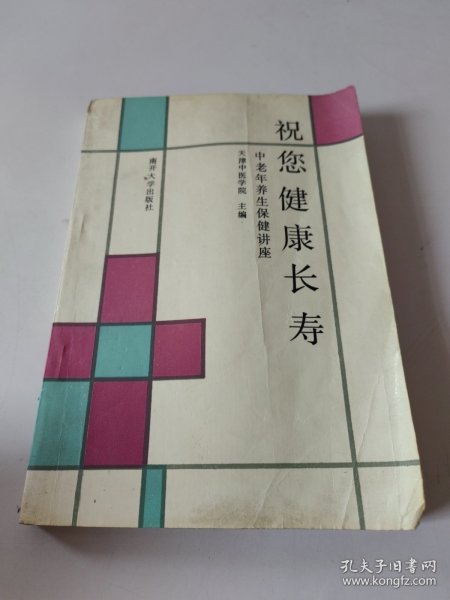 祝您健康长寿
中老年养生保健讲座
天津中医学院 主编
南开大学出版社
孔夫子旧书网
www.kongfz.com